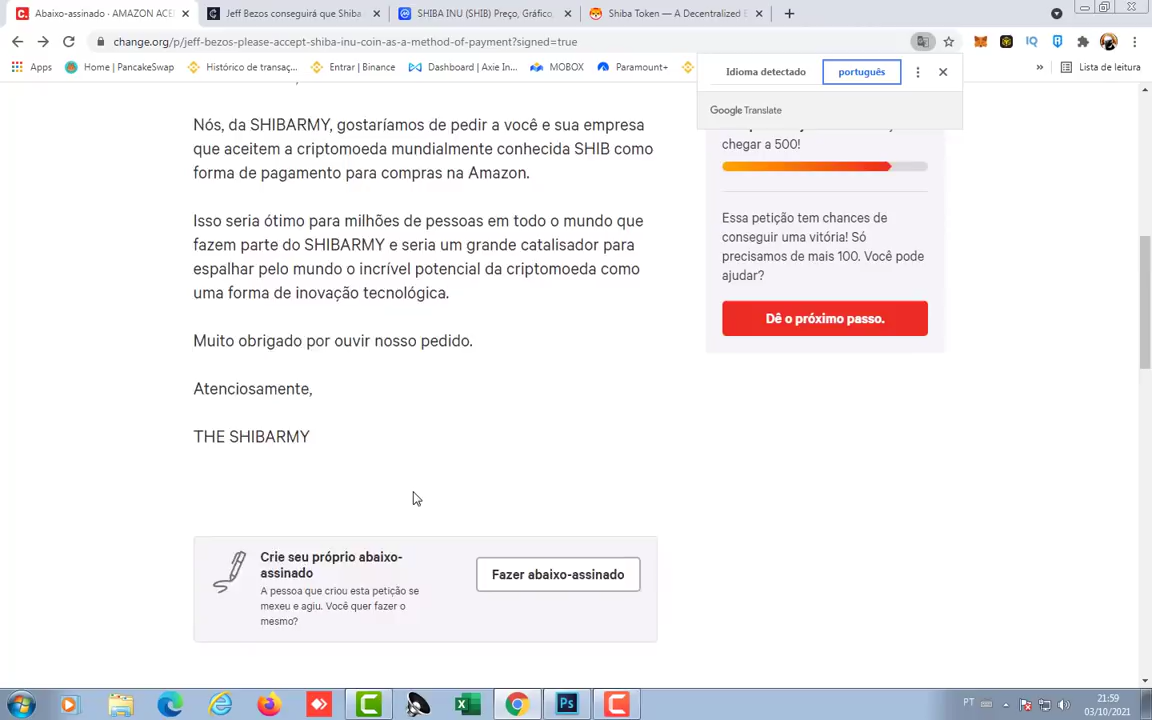 Abaixo-assinado · AMAZON ACE
Jeff Bezos conseguirá que Shiba
SHIBA INU (SHIB) Preço, Gráfico,
Shiba Token — A Decentralized E
change.org/p/jeff-bezos-please-accept-shiba-inu-coin-as-a-method-of-payment?signed=true
Apps
Home | PancakeSwap
Histórico de transaç...
Entrar | Binance
Dashboard | Axie In...
MOBOX
Paramount+
»
Lista de leitura
Idioma detectado
português
Google Translate
Nós, da SHIBARMY, gostaríamos de pedir a você e sua empresa
que aceitem a criptomoeda mundialmente conhecida SHIB como
forma de pagamento para compras na Amazon.
Isso seria ótimo para milhões de pessoas em todo o mundo que
fazem parte do SHIBARMY e seria um grande catalisador para
espalhar pelo mundo o incrível potencial da criptomoeda como
uma forma de inovação tecnológica.
Muito obrigado por ouvir nosso pedido.
Atenciosamente,
THE SHIBARMY
chegar a 500!
Essa petição tem chances de
conseguir uma vitória! Só
precisamos de mais 100. Você pode
ajudar?
Dê o próximo passo.
Crie seu próprio abaixo-
assinado
A pessoa que criou esta petição se
mexeu e agiu. Você quer fazer o
mesmo?
Fazer abaixo-assinado
PT
21:59
03/10/2021